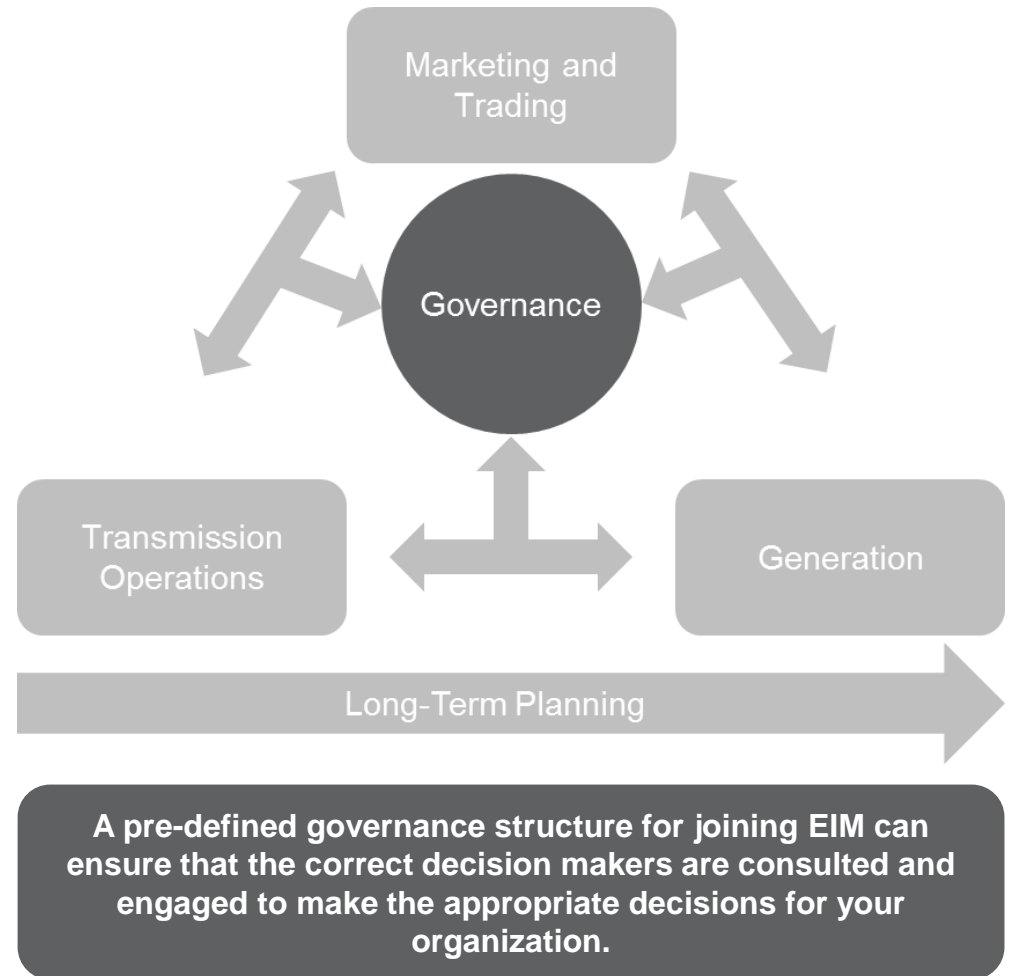 Marketing and
Trading
Governance
Transmission
Operations
Generation
Long-Term Planning
A pre-defined governance structure for joining EIM can
ensure that the correct decision makers are consulted and
engaged to make the appropriate decisions for your
organization.